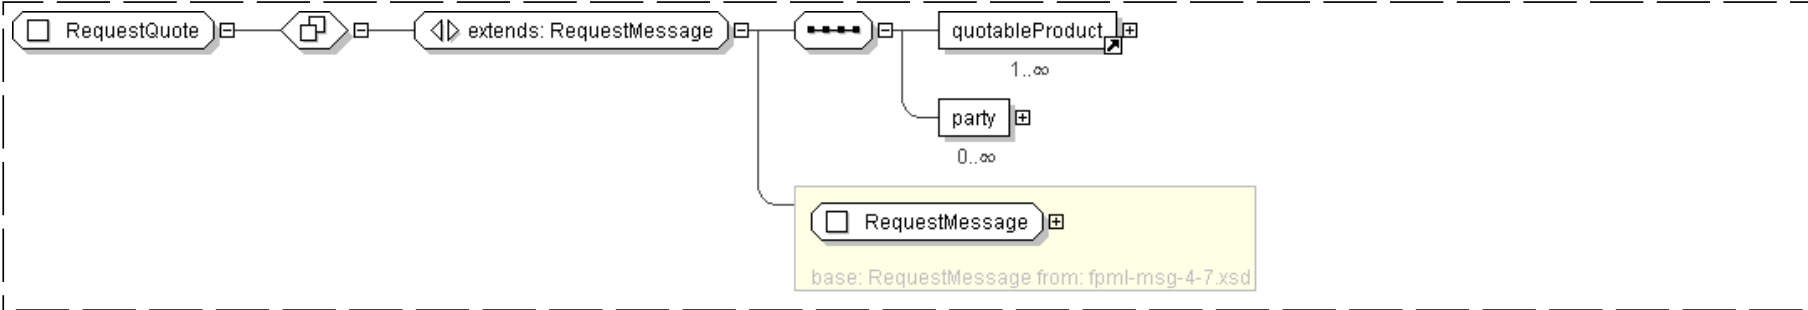 RequestQuote
extends: RequestMessage
quotableProduct
1..∞
party
0..∞
RequestMessage
base: RequestMessage from: fpml-msg-4-7.xsd